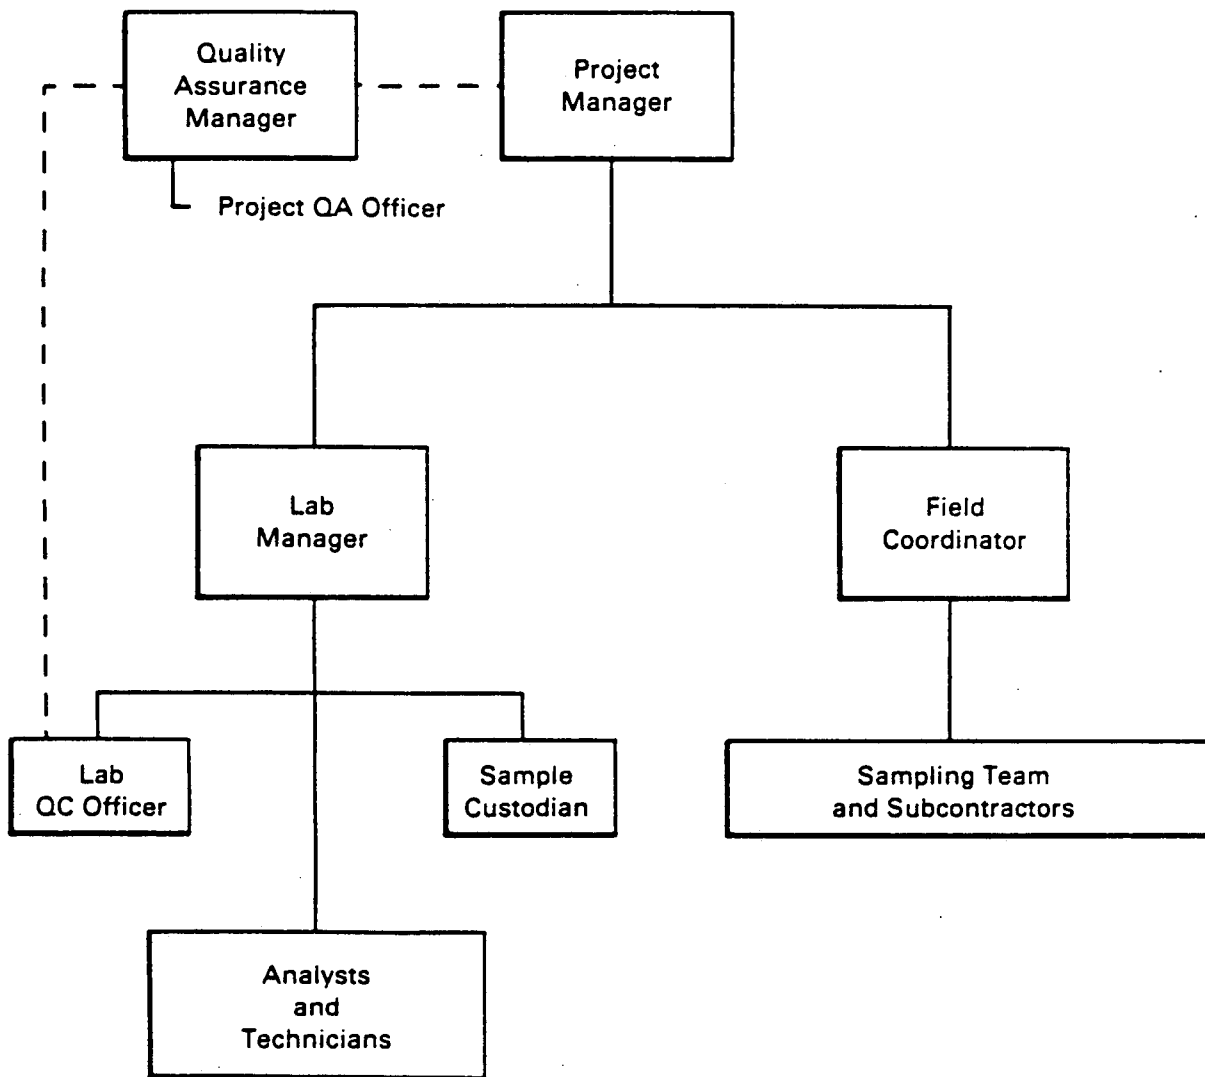 Quality
Assurance
Manager
Project
Manager
Project QA Officer
Lab
Manager
Field
Coordinator
Lab
QC Officer
Sample
Custodian
Sampling Team
and Subcontractors
Analysts
and
Technicians